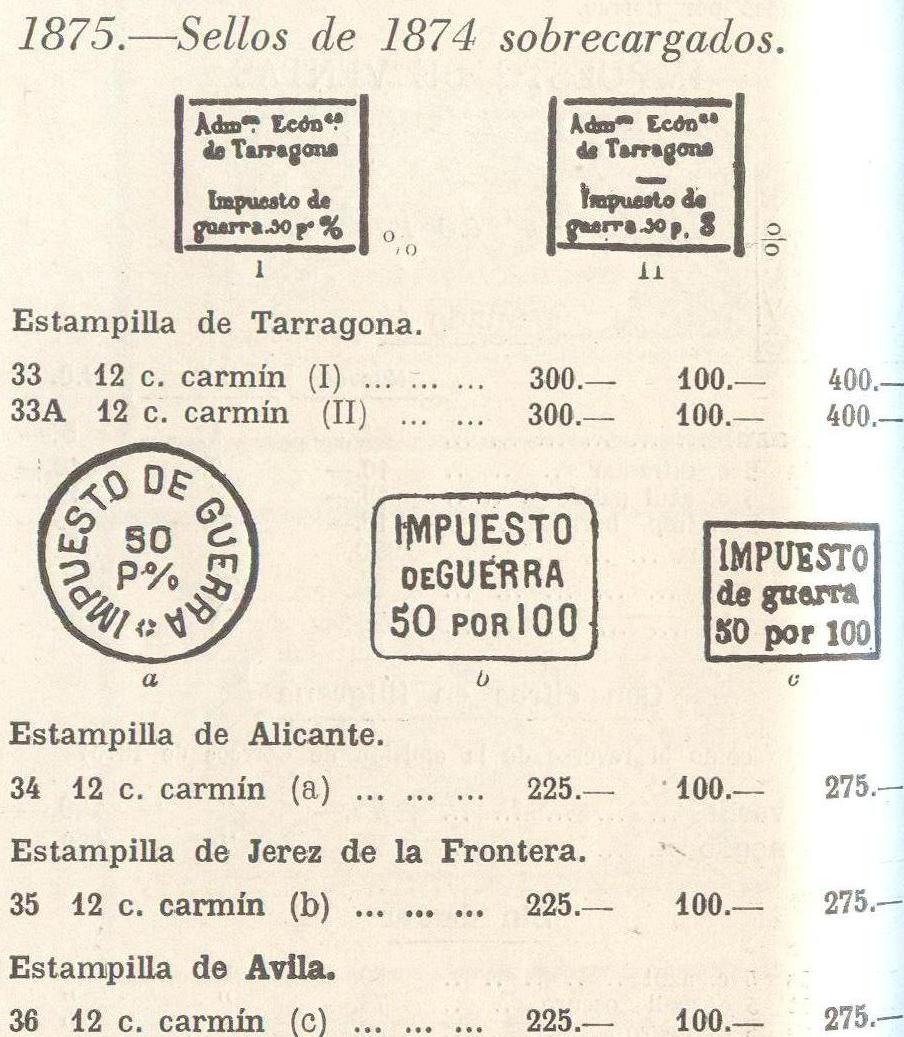 1875.—Sellos de 1874 sobrecargados.
Admᵒⁿ Ecónᶜᵃ
de Tarragona
Impuesto de
guerra.50 pᵒ %
I
%
Admᵒⁿ Ecónᶜᵃ
de Tarragona
Impuesto de
guerra.50 p.
II
%
Estampilla de Tarragona.
33 12 c. carmín (I) ... ... ... 300.— 100.— 400.—
33A 12 c. carmín (II) ... ... 300.— 100.— 400.—
IMPUESTO DE GUERRA
50
P%
a
IMPUESTO
DE GUERRA
50 POR 100
b
IMPUESTO
de guerra
50 por 100
c
Estampilla de Alicante.
34 12 c. carmín (a) ... ... ... 225.— 100.— 275.—
Estampilla de Jerez de la Frontera.
35 12 c. carmín (b) ... ... ... 225.— 100.— 275.—
Estampilla de Avila.
36 12 c. carmín (c) ... ... ... 225.— 100.— 275.—